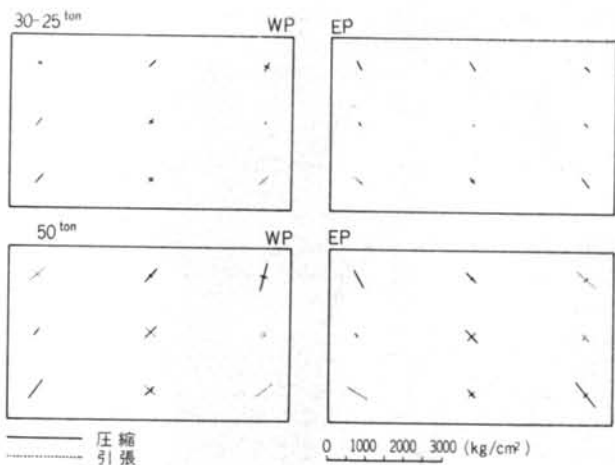 30-25 ton WP EP
50 ton WP EP
圧縮
引張
0 1000 2000 3000 (kg/cm²)